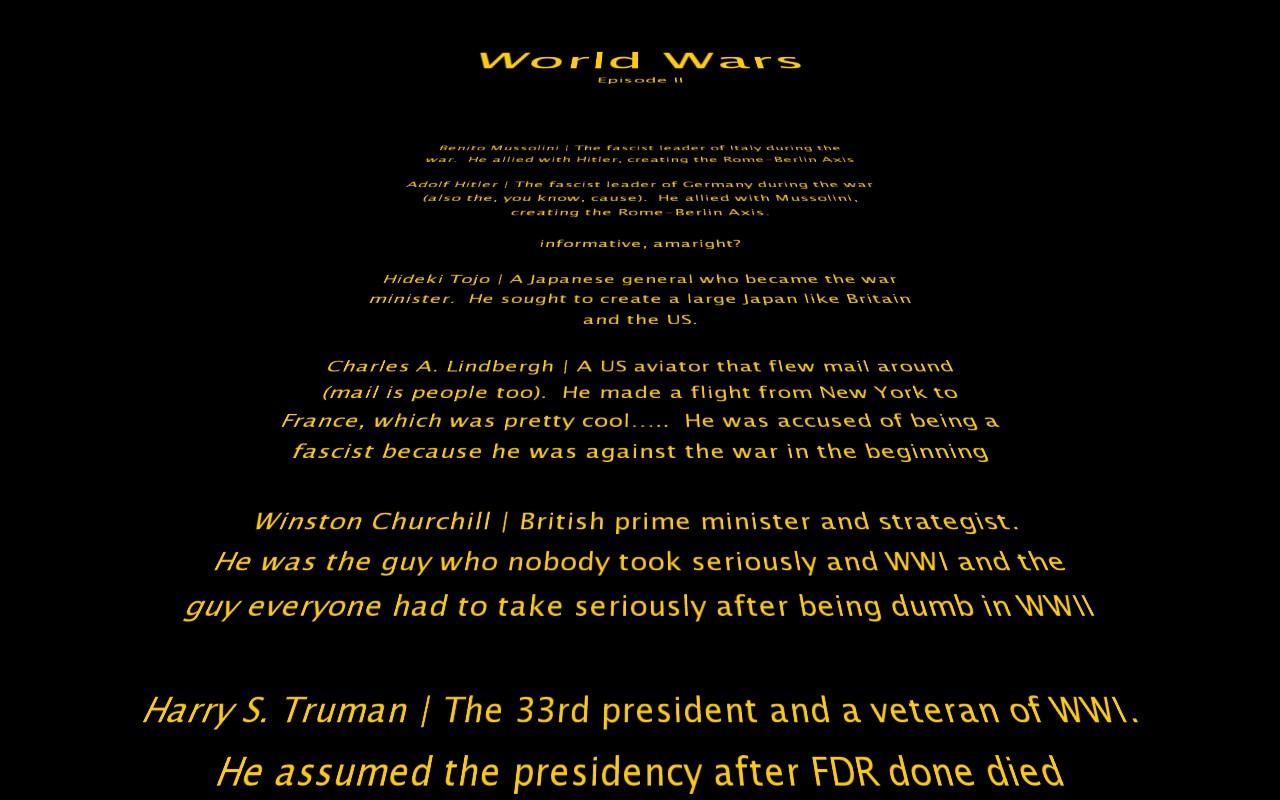 World Wars
Episode II
Benito Mussolini | The fascist leader of Italy during the
war.  He allied with Hitler, creating the Rome-Berlin Axis
Adolf Hitler | The fascist leader of Germany during the war
(also the, you know, cause).  He allied with Mussolini,
creating the Rome-Berlin Axis.
informative, amaright?
Hideki Tojo | A Japanese general who became the war
minister.  He sought to create a large Japan like Britain
and the US.
Charles A. Lindbergh | A US aviator that flew mail around
(mail is people too).  He made a flight from New York to
France, which was pretty cool.....  He was accused of being a
fascist because he was against the war in the beginning
Winston Churchill | British prime minister and strategist.
He was the guy who nobody took seriously and WWI and the
guy everyone had to take seriously after being dumb in WWII
Harry S. Truman | The 33rd president and a veteran of WWI.
He assumed the presidency after FDR done died